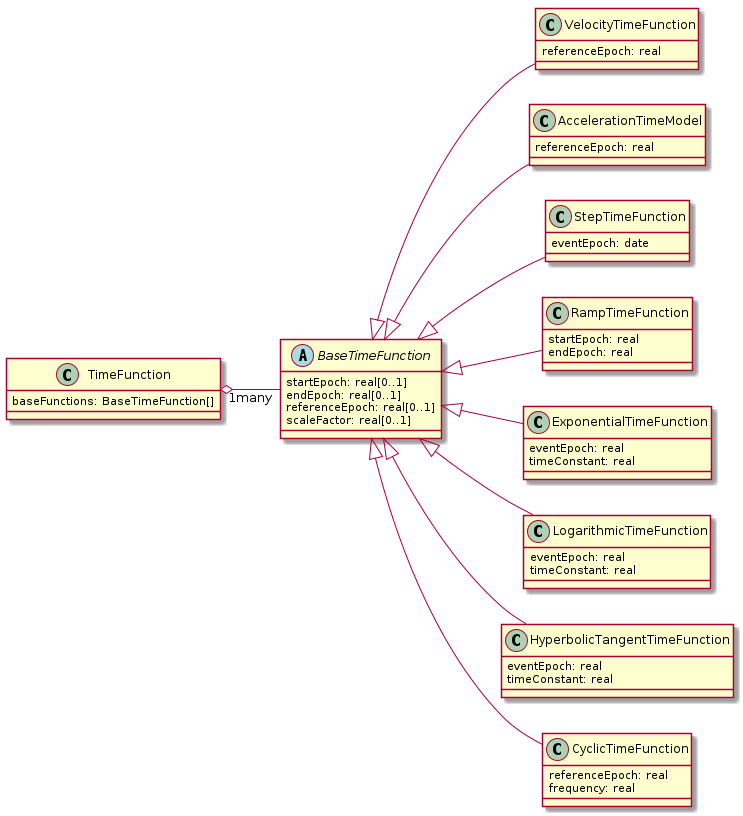 C VelocityTimeFunction
referenceEpoch: real
C AccelerationTimeModel
referenceEpoch: real
C StepTimeFunction
eventEpoch: date
C RampTimeFunction
startEpoch: real
endEpoch: real
C TimeFunction
baseFunctions: BaseTimeFunction[]
1many
A BaseTimeFunction
startEpoch: real[0..1]
endEpoch: real[0..1]
referenceEpoch: real[0..1]
scaleFactor: real[0..1]
C ExponentialTimeFunction
eventEpoch: real
timeConstant: real
C LogarithmicTimeFunction
eventEpoch: real
timeConstant: real
C HyperbolicTangentTimeFunction
eventEpoch: real
timeConstant: real
C CyclicTimeFunction
referenceEpoch: real
frequency: real